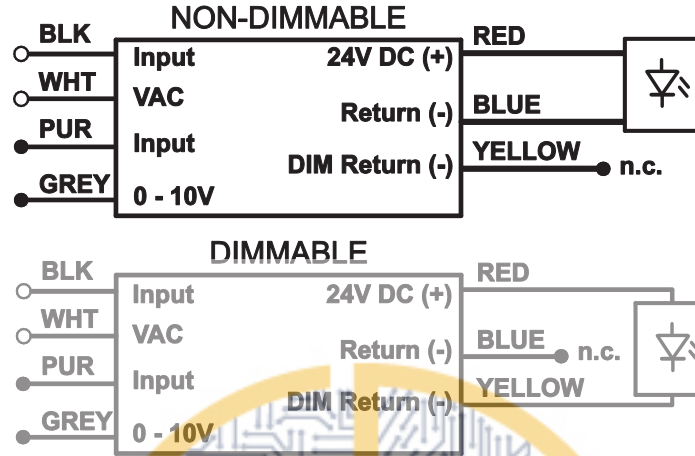 NON-DIMMABLE
BLK
Input
24V DC (+)
RED
WHT
VAC
Return (-)
BLUE
PUR
Input
DIM Return (-)
YELLOW
n.c.
GREY
0 - 10V
DIMMABLE
BLK
Input
24V DC (+)
RED
WHT
VAC
Return (-)
BLUE
n.c.
PUR
Input
DIM Return (-)
YELLOW
GREY
0 - 10V